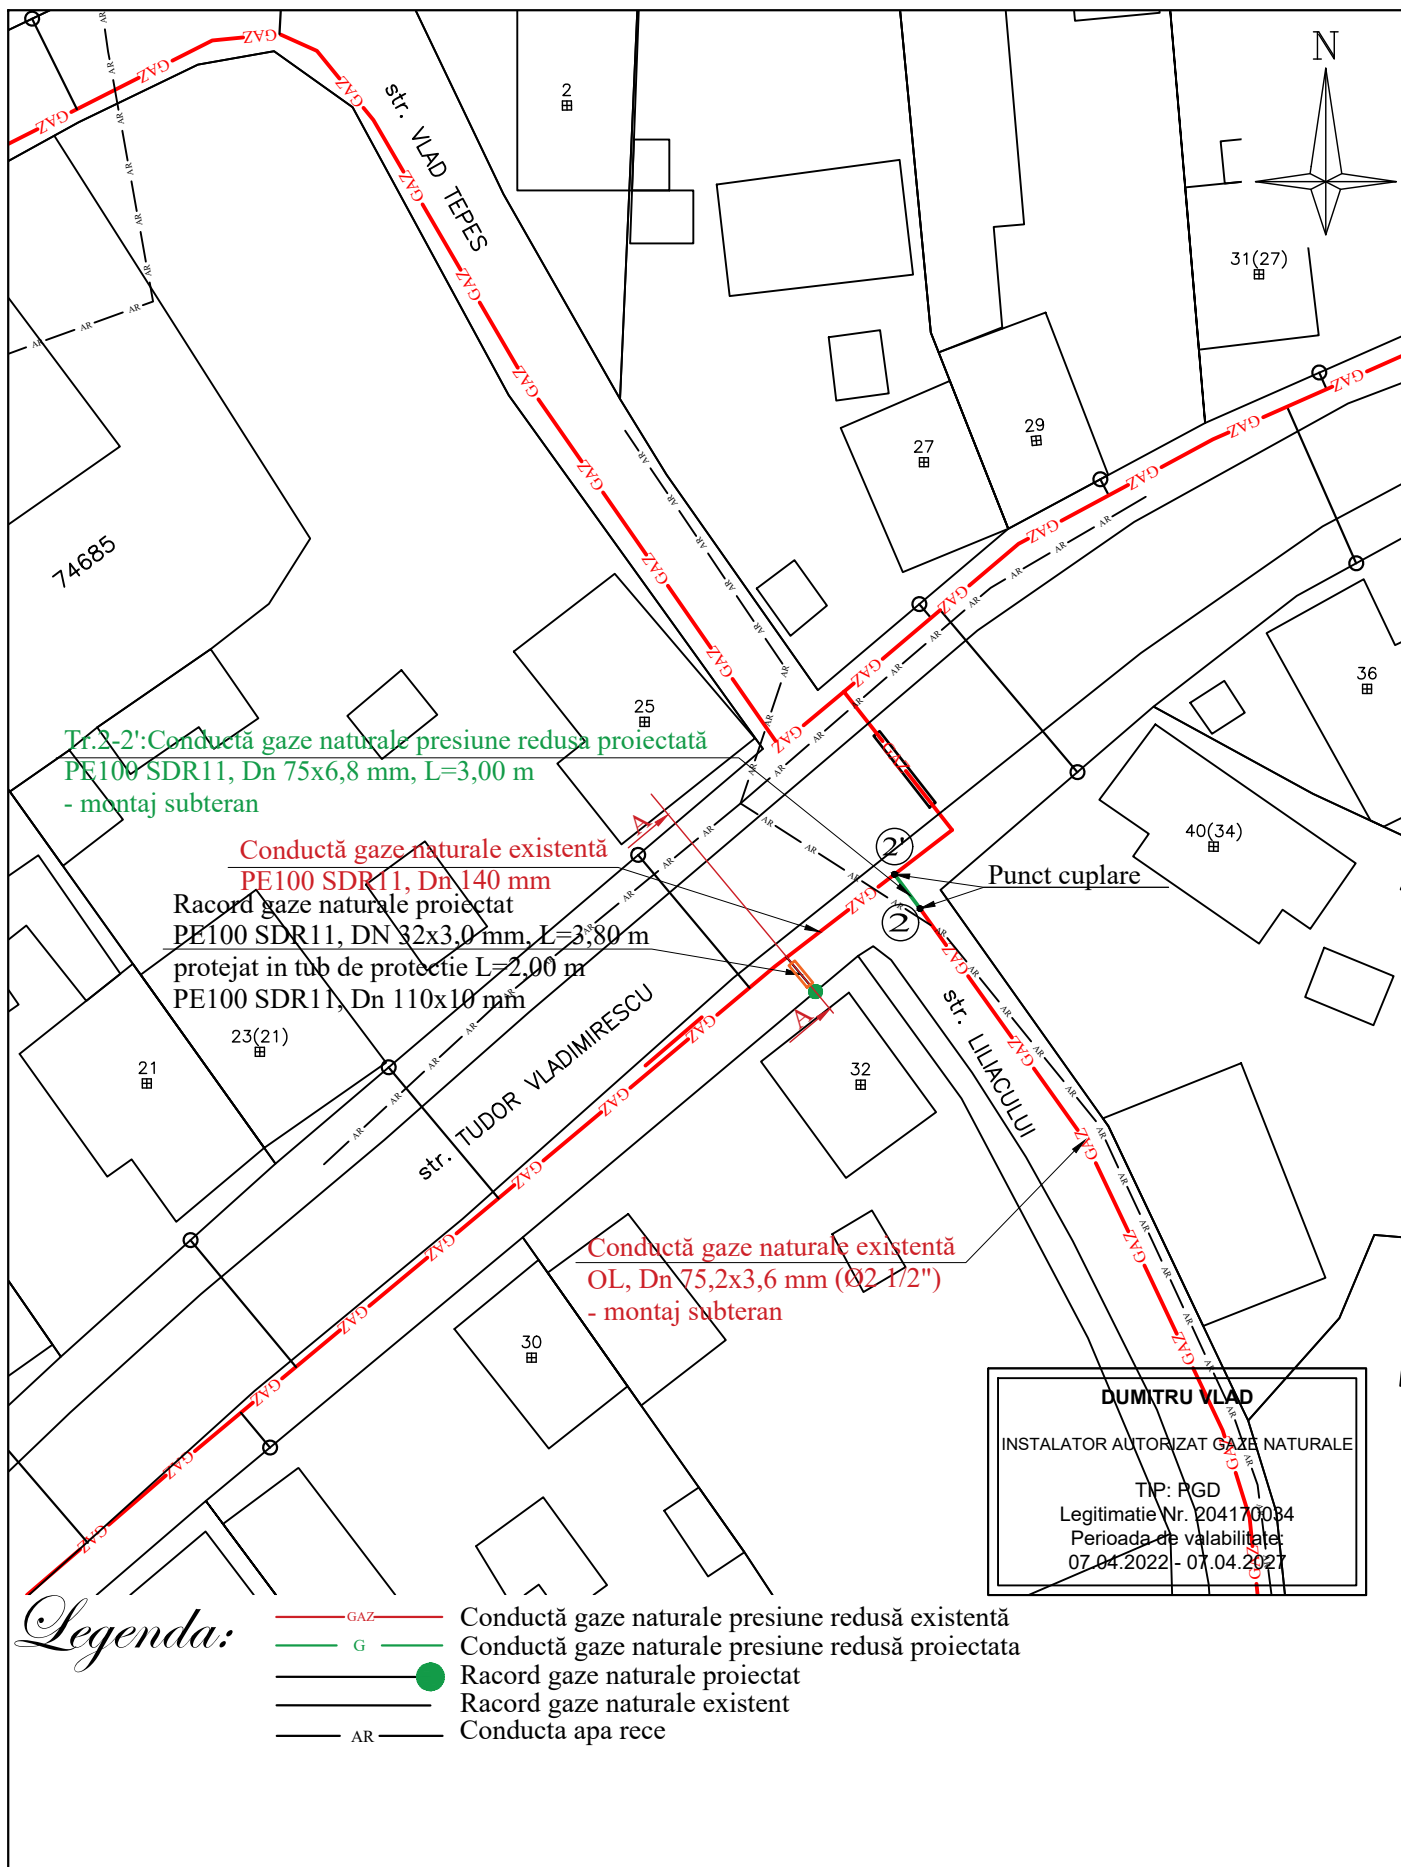 N
str. VLAD TEPES
2
31(27)
29
27
74685
36
25
Tr.2-2':Conductă gaze naturale presiune redusa proiectată
PE100 SDR11, Dn 75x6,8 mm, L=3,00 m
- montaj subteran
40(34)
A
2'
Conductă gaze naturale existentă
PE100 SDR11, Dn 140 mm
Punct cuplare
2
Racord gaze naturale proiectat
PE100 SDR11, DN 32x3,0 mm, L=3,80 m
protejat in tub de protectie L=2,00 m
PE100 SDR11, Dn 110x10 mm
A
str. LILIACULUI
str. TUDOR VLADIMIRESCU
23(21)
21
32
Conductă gaze naturale existentă
OL, Dn 75,2x3,6 mm (Ø2 1/2")
- montaj subteran
30
DUMITRU VLAD
INSTALATOR AUTORIZAT GAZE NATURALE
TIP: PGD
Legitimatie Nr. 204170034
Perioada de valabilitate:
07.04.2022 - 07.04.2027
Legenda:
GAZ Conductă gaze naturale presiune redusă existentă
G Conductă gaze naturale presiune redusă proiectata
Racord gaze naturale proiectat
Racord gaze naturale existent
AR Conducta apa rece